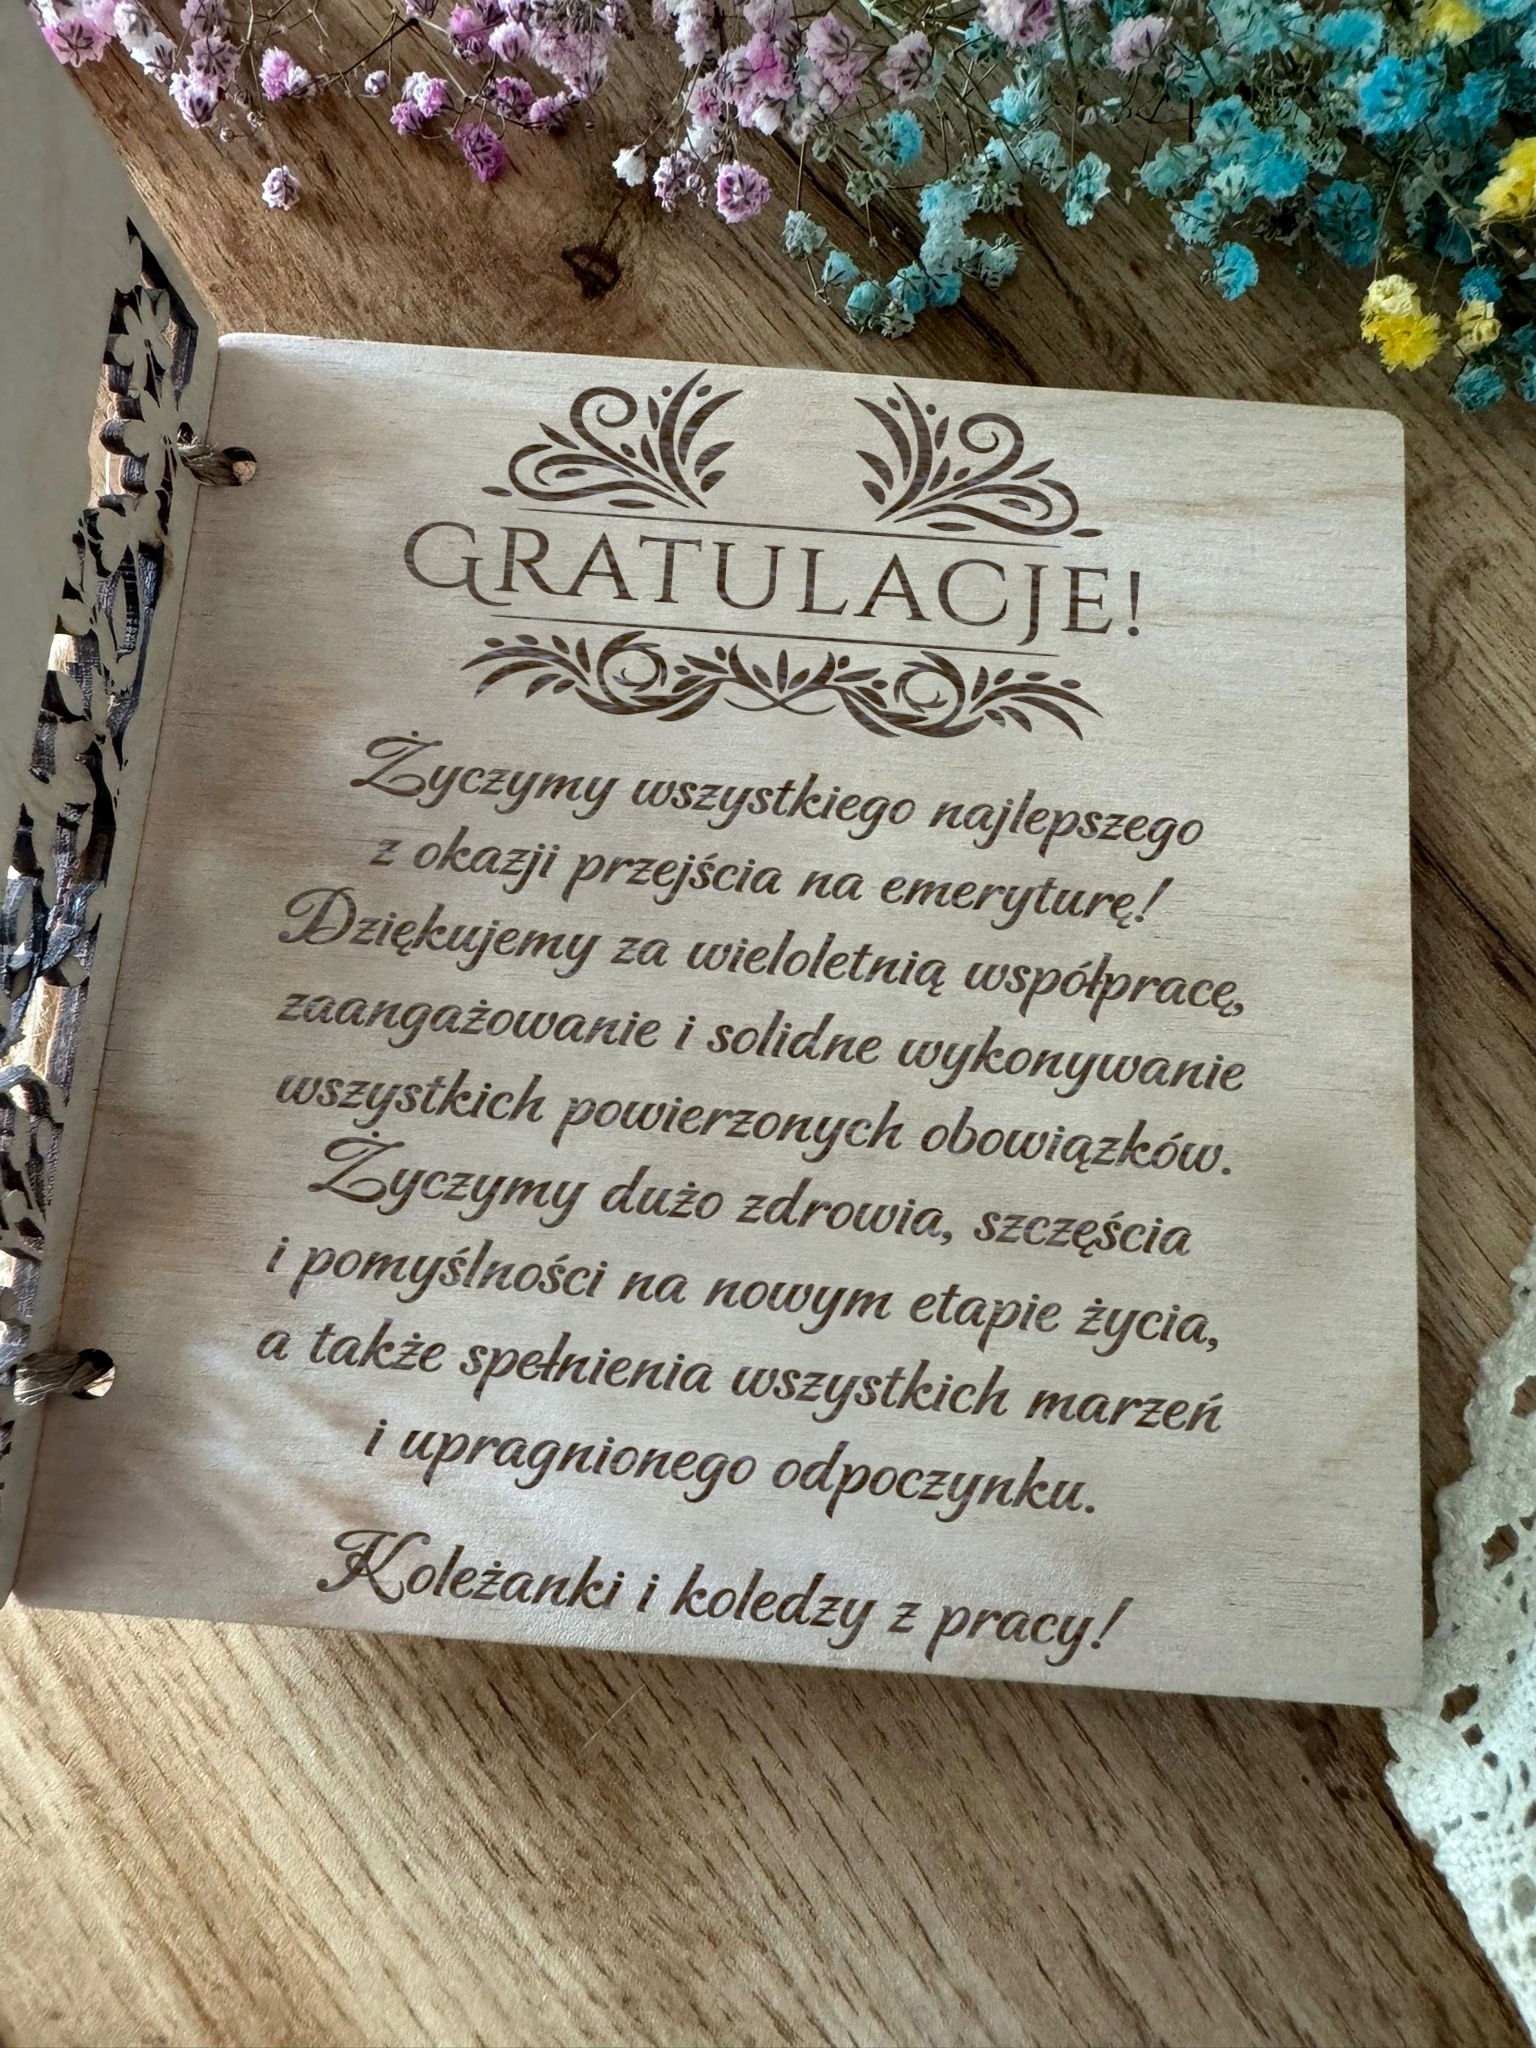 GRATULACJE!
Życzymy wszystkiego najlepszego
z okazji przejścia na emeryturę!
Dziękujemy za wieloletnią współpracę,
zaangażowanie i solidne wykonywanie
wszystkich powierzonych obowiązków.
Życzymy dużo zdrowia, szczęścia
i pomyślności na nowym etapie życia,
a także spełnienia wszystkich marzeń
i upragnionego odpoczynku.
Koleżanki i koledzy z pracy!